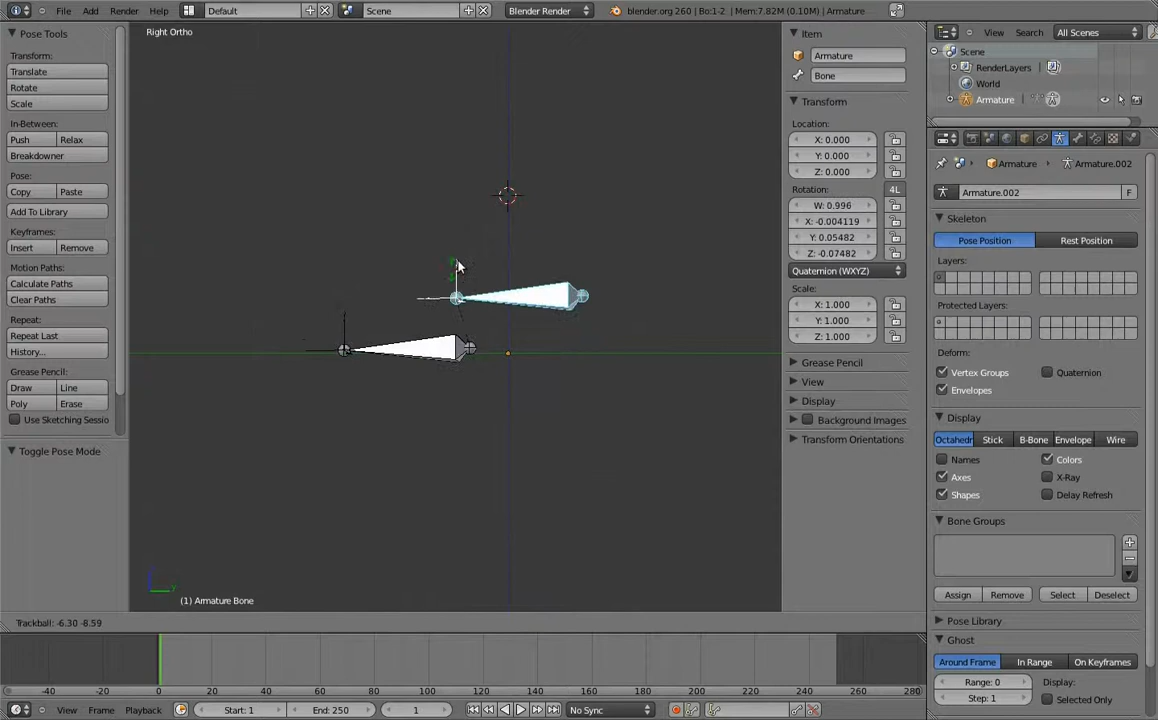 File Add Render Help Default Scene Blender Render blender.org 260 | Bo:1-2 | Mem:7.82M (0.10M) | Armature
Pose Tools
Transform:
Translate
Rotate
Scale
In-Between:
Push Relax
Breakdowner
Pose:
Copy Paste
Add To Library
Keyframes:
Insert Remove
Motion Paths:
Calculate Paths
Clear Paths
Repeat:
Repeat Last
History...
Grease Pencil:
Draw Line
Poly Erase
Use Sketching Sessio
Toggle Pose Mode
Right Ortho
(1) Armature Bone
Item
Armature
Bone
Transform
Location:
X: 0.000
Y: 0.000
Z: 0.000
Rotation:
4L
W: 0.996
X: -0.004119
Y: 0.05482
Z: -0.07482
Quaternion (WXYZ)
Scale:
X: 1.000
Y: 1.000
Z: 1.000
Grease Pencil
View
Display
Background Images
Transform Orientations
View Search All Scenes
Scene
RenderLayers
World
Armature
Armature Armature.002
Armature.002 F
Skeleton
Pose Position Rest Position
Layers:
Protected Layers:
Deform:
Vertex Groups Quaternion
Envelopes
Display
Octahedr Stick B-Bone Envelope Wire
Names Colors
Axes X-Ray
Shapes Delay Refresh
Bone Groups
Assign Remove Select Deselect
Pose Library
Ghost
Around Frame In Range On Keyframes
Range: 0 Display:
Step: 1 Selected Only
Trackball: -6.30 -8.59
-40 -20 0 20 40 60 80 100 120 140 160 180 200 220 240 260 280
View Frame Playback Start: 1 End: 250 1 No Sync